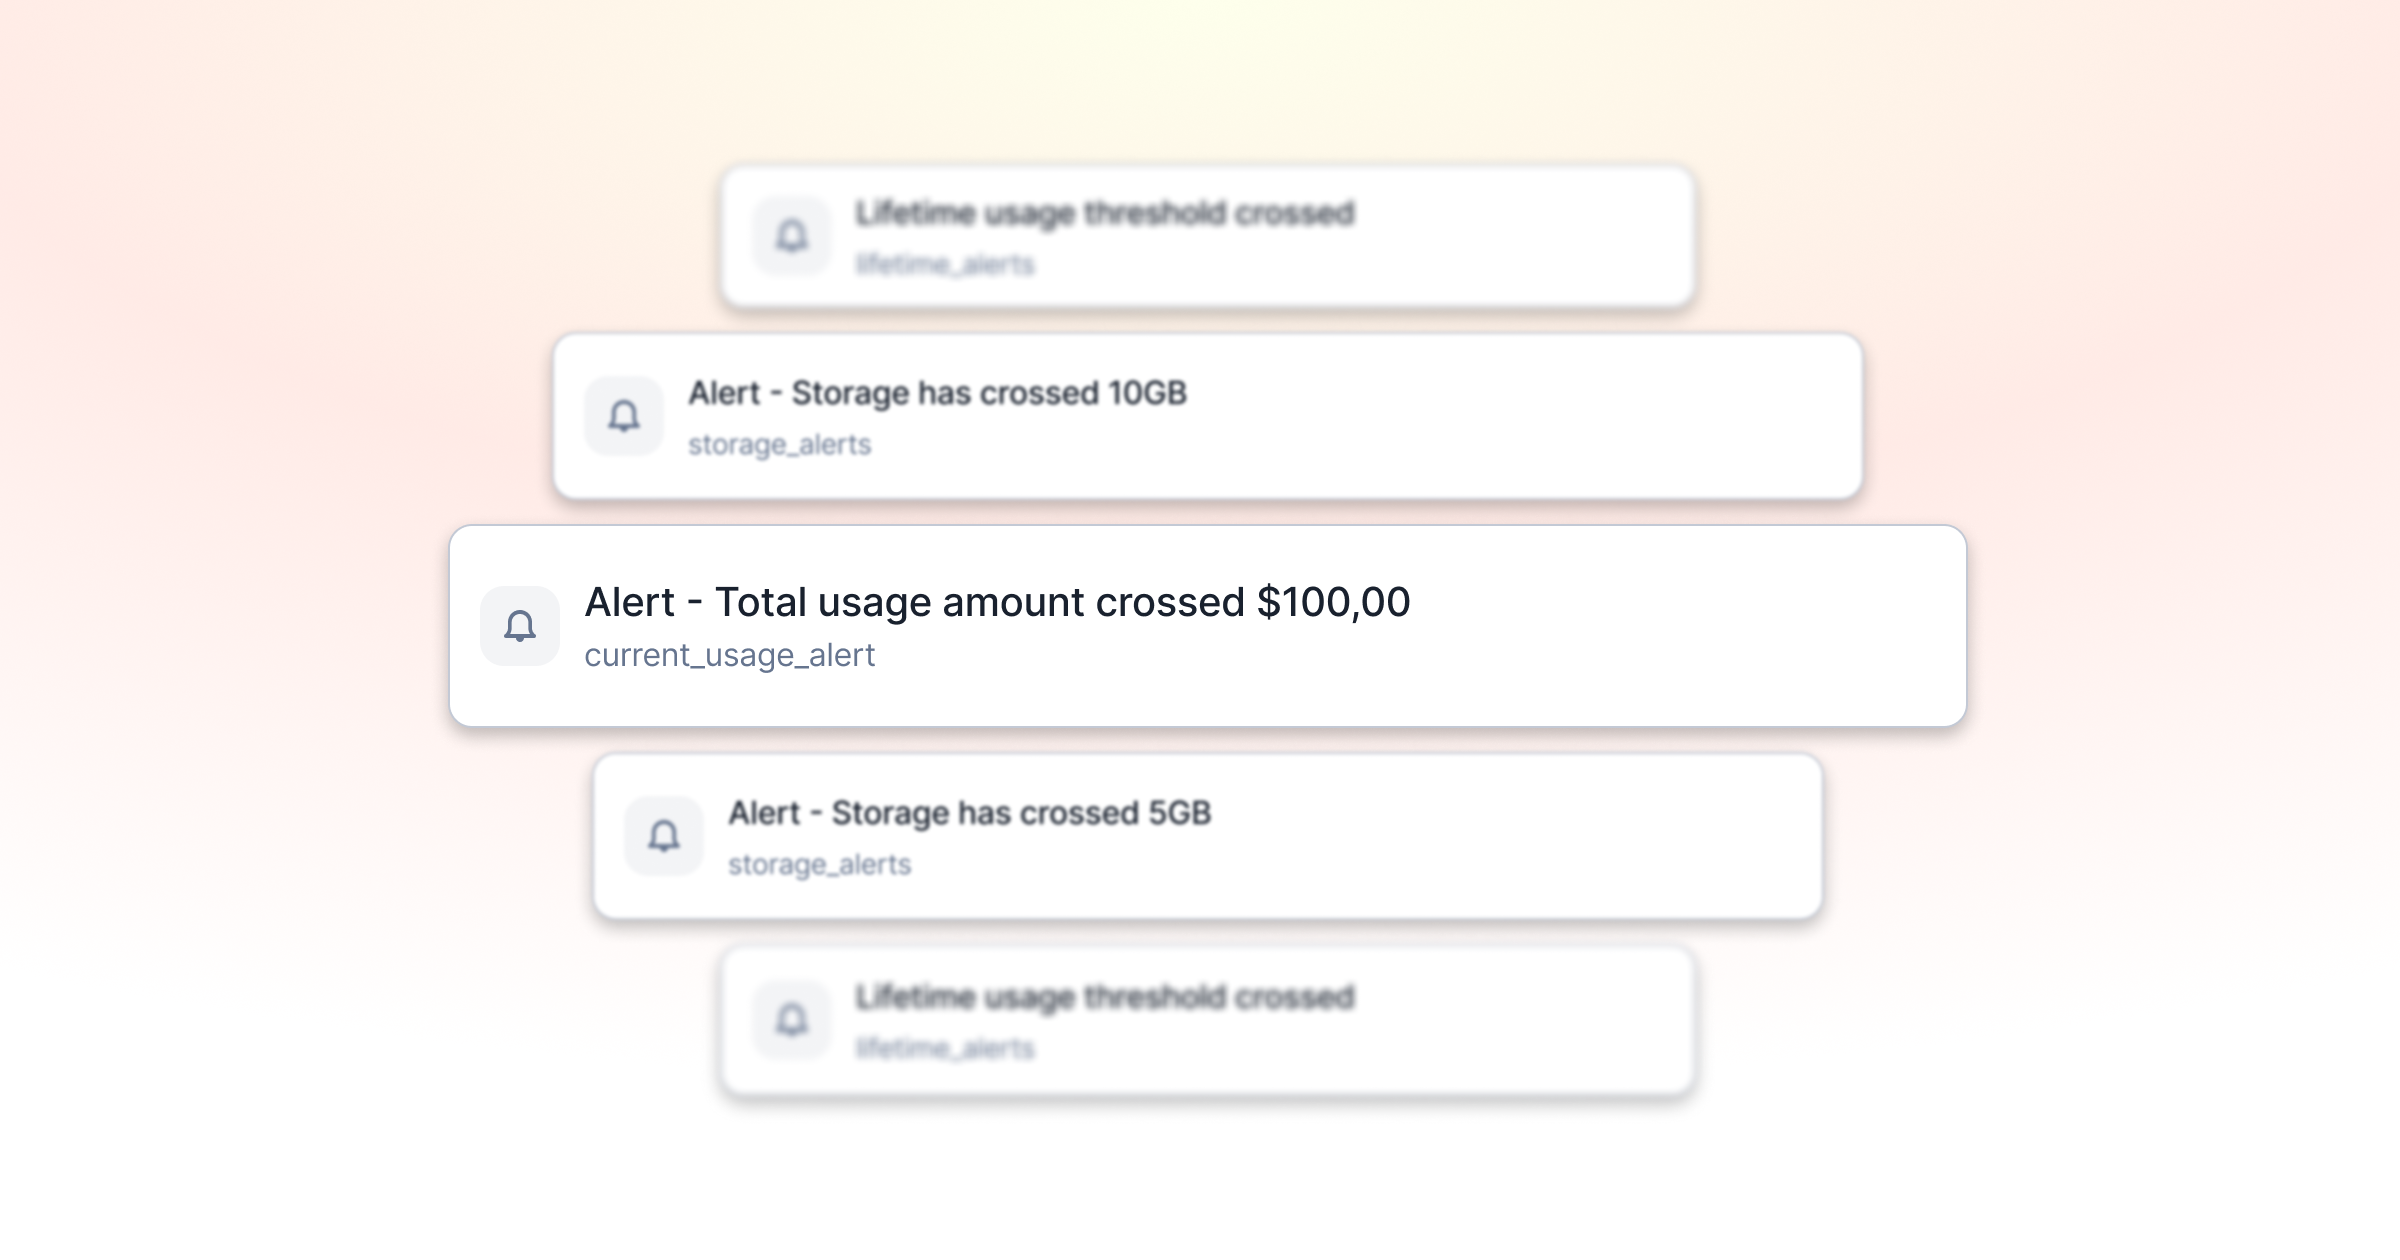 Lifetime usage threshold crossed
lifetime_alerts
Alert - Storage has crossed 10GB
storage_alerts
Alert - Total usage amount crossed $100,00
current_usage_alert
Alert - Storage has crossed 5GB
storage_alerts
Lifetime usage threshold crossed
lifetime_alerts